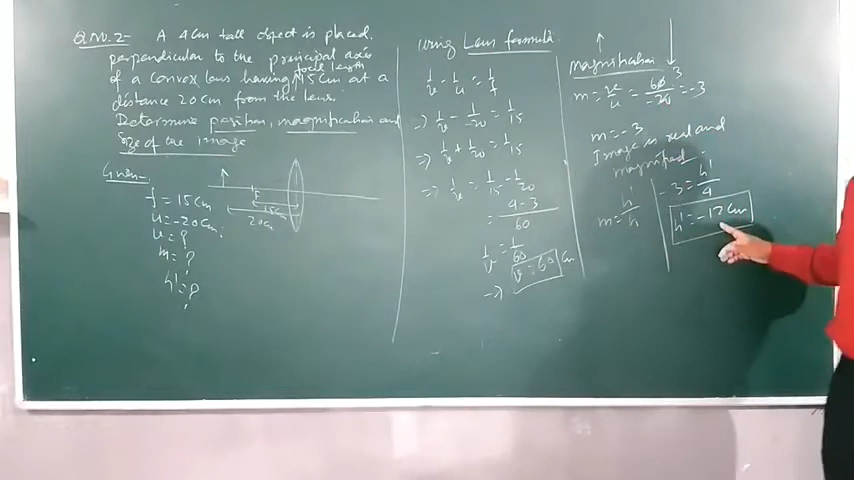 Q.NO.2- A 4cm tall object is placed
perpendicular to the principal axis
focal length
of a convex lens having 15cm at a
distance 20cm from the lens.
Determine position, magnification and
size of the image
Given-
f = 15cm
u = -20cm
u = ?
m = ?
h' = ?
F
15cm
20cm
Using Lens formula
1/v - 1/u = 1/f
=> 1/v - 1/-20 = 1/15
=> 1/v + 1/20 = 1/15
=> 1/v = 1/15 - 1/20
= 4-3/60
1/v = 1/60
=> v = 60 cm
magnification
m = v/u = 60/-20 3 = -3
m = -3
Image is real and
magnified
m = h'/h
-3 = h'/4
h' = -12cm